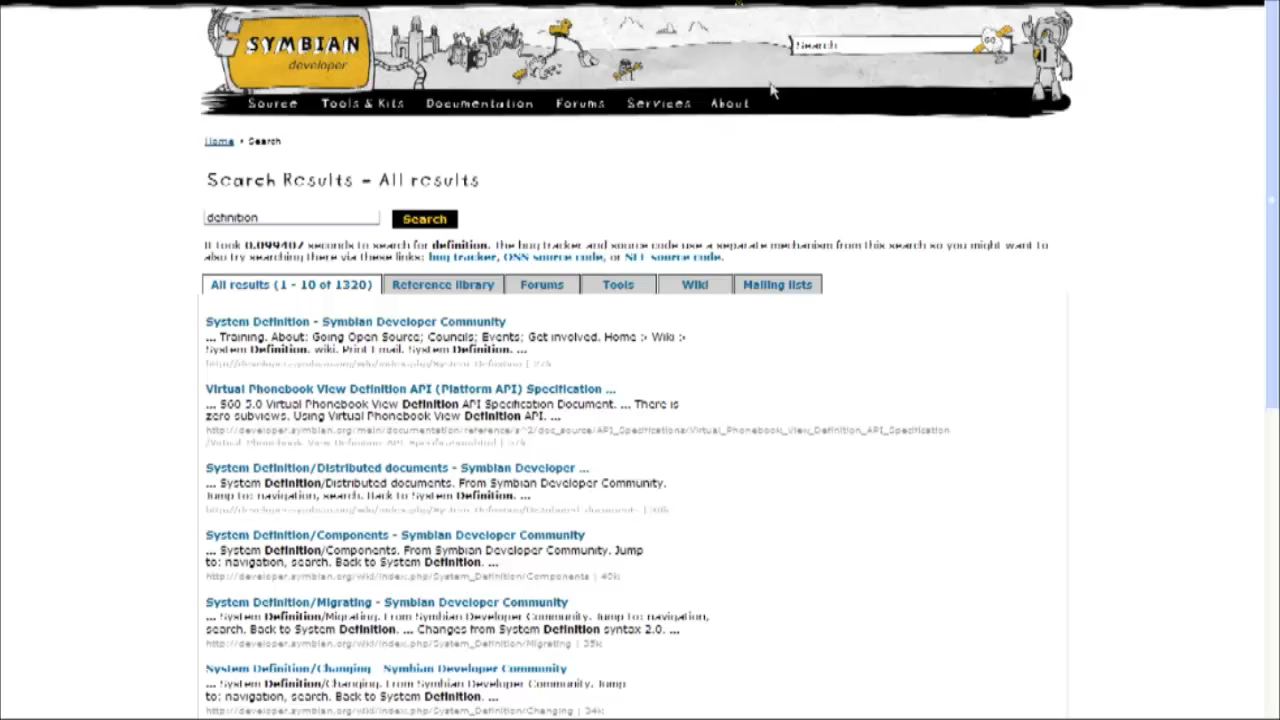 SYMBIAN
developer
Search
GO
Source Tools & Kits Documentation Forums Services About
Home › Search
Search Results - All results
definition
Search
It took 0.099407 seconds to search for definition. The bug tracker and source code use a separate mechanism from this search so you might want to
also try searching there via these links: bug tracker, OSS source code, or SFL source code.
All results (1 - 10 of 1320) Reference library Forums Tools Wiki Mailing lists
System Definition - Symbian Developer Community
... Training. About: Going Open Source; Councils; Events; Get involved. Home > Wiki >
System Definition. wiki. Print Email. System Definition. ...
http://developer.symbian.org/wiki/index.php/System_Definition | 27k
Virtual Phonebook View Definition API (Platform API) Specification ...
... S60 5.0 Virtual Phonebook View Definition API Specification Document. ... There is
zero subviews. Using Virtual Phonebook View Definition API. ...
http://developer.symbian.org/main/documentation/reference/s^2/doc_source/API_Specifications/Virtual_Phonebook_View_Definition_API_Specification
/Virtual_Phonebook_View_Definition_API_Specification.html | 37k
System Definition/Distributed documents - Symbian Developer ...
... System Definition/Distributed documents. From Symbian Developer Community.
Jump to: navigation, search. Back to System Definition. ...
http://developer.symbian.org/wiki/index.php/System_Definition/Distributed_documents |
System Definition/Components - Symbian Developer Community
... System Definition/Components. From Symbian Developer Community. Jump
to: navigation, search. Back to System Definition. ...
http://developer.symbian.org/wiki/index.php/System_Definition/Components | 40k
System Definition/Migrating - Symbian Developer Community
... System Definition/Migrating. From Symbian Developer Community. Jump to: navigation,
search. Back to System Definition. ... Changes from System Definition syntax 2.0. ...
http://developer.symbian.org/wiki/index.php/System_Definition/Migrating | 35k
System Definition/Changing - Symbian Developer Community
... System Definition/Changing. From Symbian Developer Community. Jump
to: navigation, search. Back to System Definition. ...
http://developer.symbian.org/wiki/index.php/System_Definition/Changing | 34k